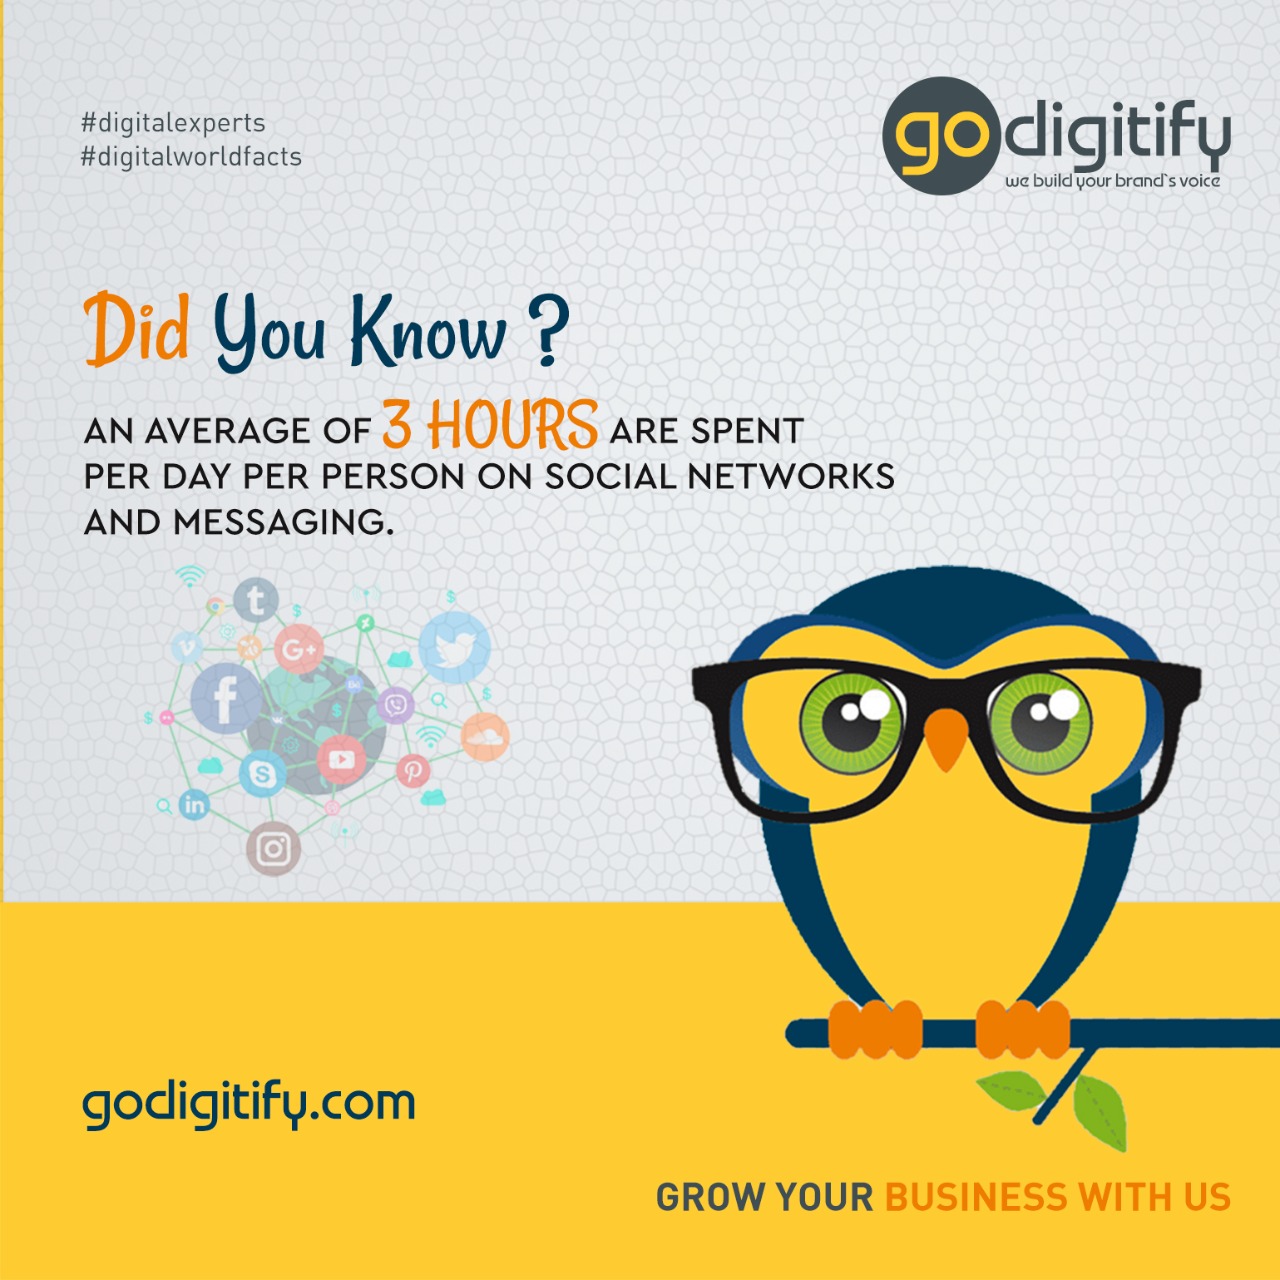 #digitalexperts
#digitalworldfacts
godigitify
we build your brand`s voice
Did You Know ?
AN AVERAGE OF 3 HOURS ARE SPENT
PER DAY PER PERSON ON SOCIAL NETWORKS
AND MESSAGING.
godigitify.com
GROW YOUR BUSINESS WITH US